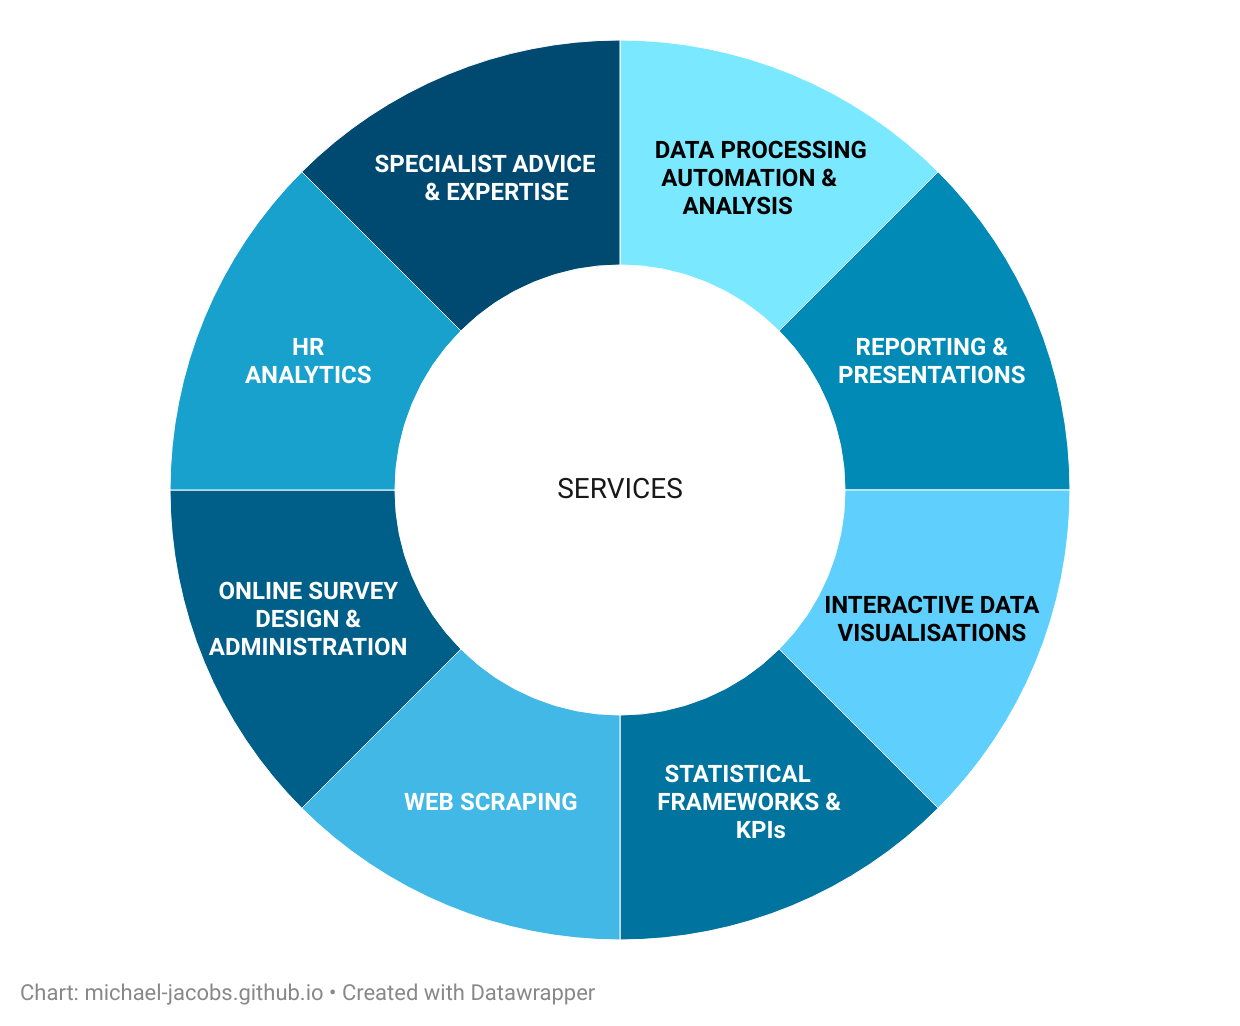 SPECIALIST ADVICE
& EXPERTISE
DATA PROCESSING
AUTOMATION &
ANALYSIS
REPORTING &
PRESENTATIONS
INTERACTIVE DATA
VISUALISATIONS
STATISTICAL
FRAMEWORKS &
KPIs
WEB SCRAPING
ONLINE SURVEY
DESIGN &
ADMINISTRATION
HR
ANALYTICS
SERVICES
Chart: michael-jacobs.github.io • Created with Datawrapper